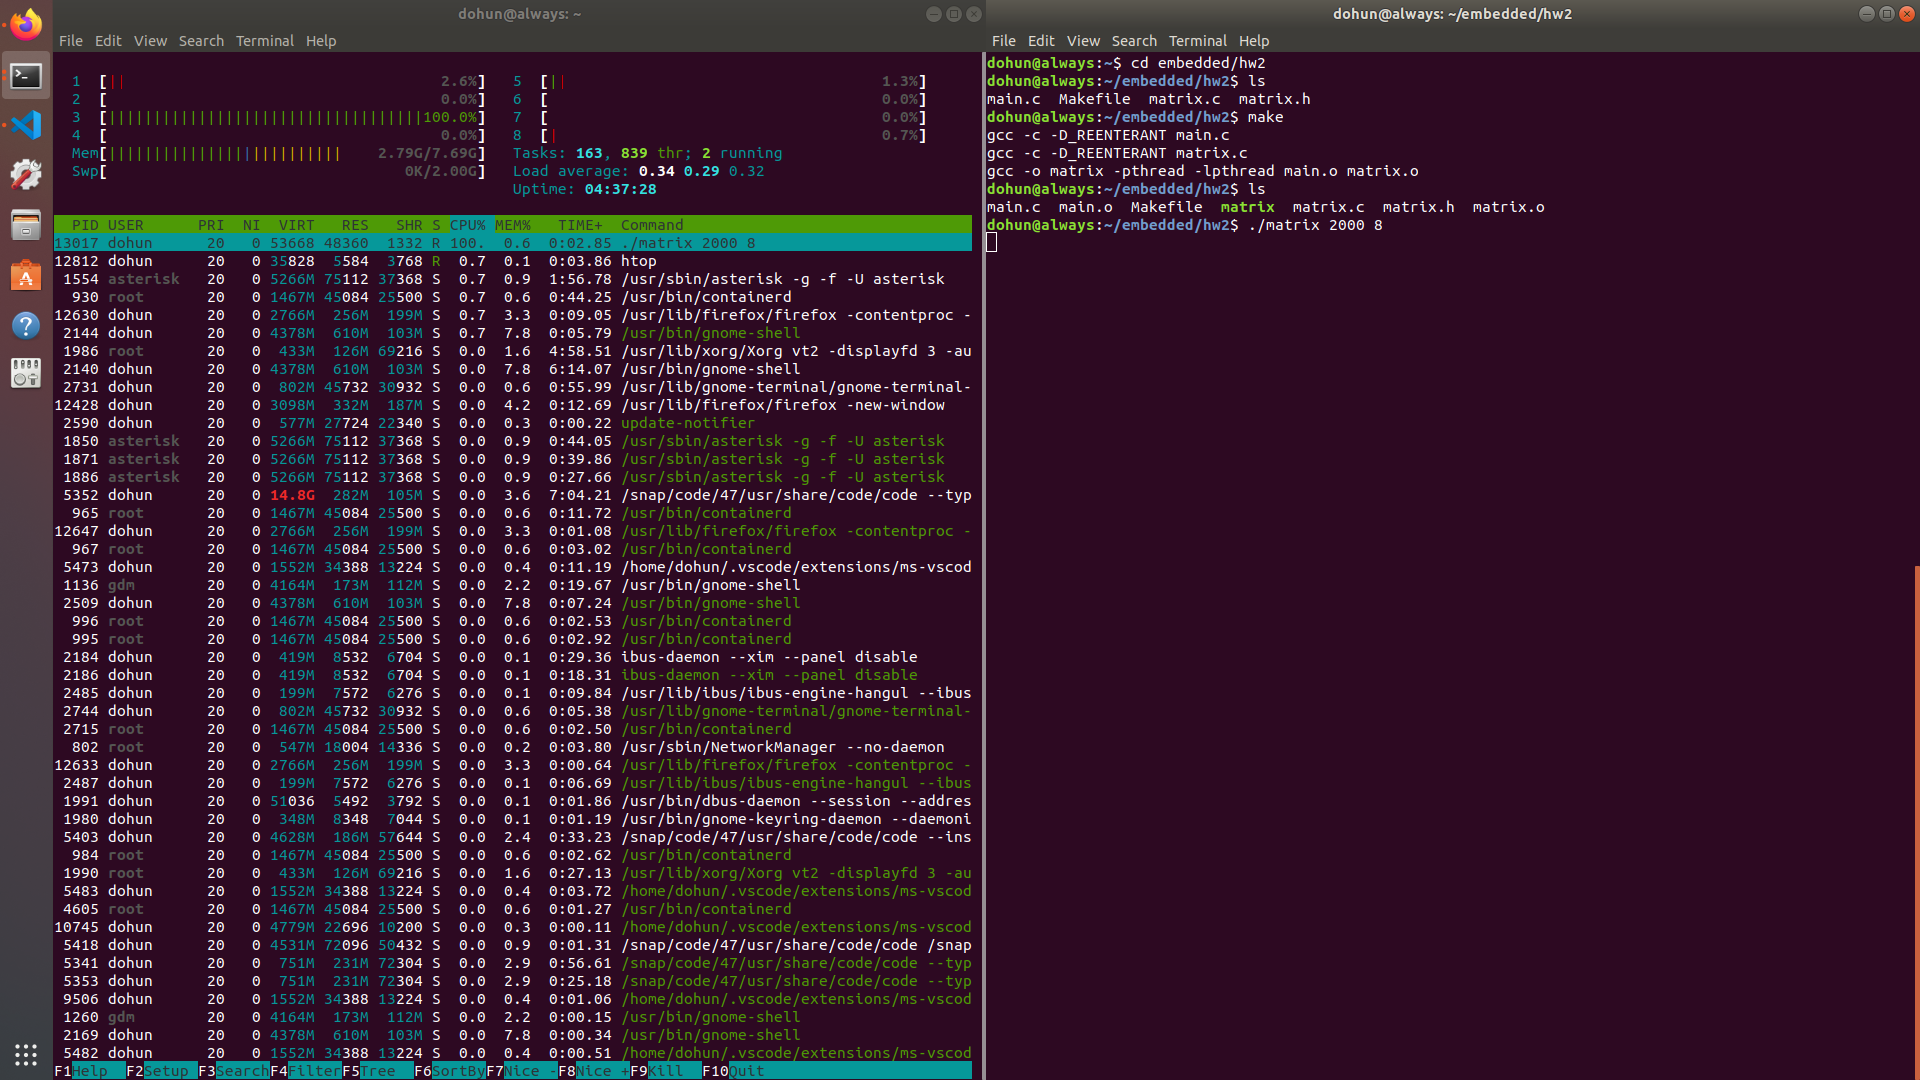 dohun@always: ~
File Edit View Search Terminal Help
1 [|| 2.6%] 5 [|| 1.3%]
2 [ 0.0%] 6 [ 0.0%]
3 [|||||||||||||||||||||||||||||||||||100.0%] 7 [ 0.0%]
4 [ 0.0%] 8 [| 0.7%]
Mem[|||||||||||||||||||||||||| 2.79G/7.69G] Tasks: 163, 839 thr; 2 running
Swp[ 0K/2.00G] Load average: 0.34 0.29 0.32
Uptime: 04:37:28
PID USER PRI NI VIRT RES SHR S CPU% MEM% TIME+ Command
13017 dohun 20 0 53668 48360 1332 R 100. 0.6 0:02.85 ./matrix 2000 8
12812 dohun 20 0 35828 5584 3768 R 0.7 0.1 0:03.86 htop
1554 asterisk 20 0 5266M 75112 37368 S 0.7 0.9 1:56.78 /usr/sbin/asterisk -g -f -U asterisk
930 root 20 0 1467M 45084 25500 S 0.7 0.6 0:44.25 /usr/bin/containerd
12630 dohun 20 0 2766M 256M 199M S 0.7 3.3 0:09.05 /usr/lib/firefox/firefox -contentproc -
2144 dohun 20 0 4378M 610M 103M S 0.7 7.8 0:05.79 /usr/bin/gnome-shell
1986 root 20 0 433M 126M 69216 S 0.0 1.6 4:58.51 /usr/lib/xorg/Xorg vt2 -displayfd 3 -au
2140 dohun 20 0 4378M 610M 103M S 0.0 7.8 6:14.07 /usr/bin/gnome-shell
2731 dohun 20 0 802M 45732 30932 S 0.0 0.6 0:55.99 /usr/lib/gnome-terminal/gnome-terminal-
12428 dohun 20 0 3098M 332M 187M S 0.0 4.2 0:12.69 /usr/lib/firefox/firefox -new-window
2590 dohun 20 0 577M 27724 22340 S 0.0 0.3 0:00.22 update-notifier
1850 asterisk 20 0 5266M 75112 37368 S 0.0 0.9 0:44.05 /usr/sbin/asterisk -g -f -U asterisk
1871 asterisk 20 0 5266M 75112 37368 S 0.0 0.9 0:39.86 /usr/sbin/asterisk -g -f -U asterisk
1886 asterisk 20 0 5266M 75112 37368 S 0.0 0.9 0:27.66 /usr/sbin/asterisk -g -f -U asterisk
5352 dohun 20 0 14.8G 282M 105M S 0.0 3.6 7:04.21 /snap/code/47/usr/share/code/code --typ
965 root 20 0 1467M 45084 25500 S 0.0 0.6 0:11.72 /usr/bin/containerd
12647 dohun 20 0 2766M 256M 199M S 0.0 3.3 0:01.08 /usr/lib/firefox/firefox -contentproc -
967 root 20 0 1467M 45084 25500 S 0.0 0.6 0:03.02 /usr/bin/containerd
5473 dohun 20 0 1552M 34388 13224 S 0.0 0.4 0:11.19 /home/dohun/.vscode/extensions/ms-vscod
1136 gdm 20 0 4164M 173M 112M S 0.0 2.2 0:19.67 /usr/bin/gnome-shell
2509 dohun 20 0 4378M 610M 103M S 0.0 7.8 0:07.24 /usr/bin/gnome-shell
996 root 20 0 1467M 45084 25500 S 0.0 0.6 0:02.53 /usr/bin/containerd
995 root 20 0 1467M 45084 25500 S 0.0 0.6 0:02.92 /usr/bin/containerd
2184 dohun 20 0 419M 8532 6704 S 0.0 0.1 0:29.36 ibus-daemon --xim --panel disable
2186 dohun 20 0 419M 8532 6704 S 0.0 0.1 0:18.31 ibus-daemon --xim --panel disable
2485 dohun 20 0 199M 7572 6276 S 0.0 0.1 0:09.84 /usr/lib/ibus/ibus-engine-hangul --ibus
2744 dohun 20 0 802M 45732 30932 S 0.0 0.6 0:05.38 /usr/lib/gnome-terminal/gnome-terminal-
2715 root 20 0 1467M 45084 25500 S 0.0 0.6 0:02.50 /usr/bin/containerd
802 root 20 0 547M 18004 14336 S 0.0 0.2 0:03.80 /usr/sbin/NetworkManager --no-daemon
12633 dohun 20 0 2766M 256M 199M S 0.0 3.3 0:00.64 /usr/lib/firefox/firefox -contentproc -
2487 dohun 20 0 199M 7572 6276 S 0.0 0.1 0:06.69 /usr/lib/ibus/ibus-engine-hangul --ibus
1991 dohun 20 0 51036 5492 3792 S 0.0 0.1 0:01.86 /usr/bin/dbus-daemon --session --addres
1980 dohun 20 0 348M 8348 7044 S 0.0 0.1 0:01.19 /usr/bin/gnome-keyring-daemon --daemoni
5403 dohun 20 0 4628M 186M 57644 S 0.0 2.4 0:33.23 /snap/code/47/usr/share/code/code --ins
984 root 20 0 1467M 45084 25500 S 0.0 0.6 0:02.62 /usr/bin/containerd
1990 root 20 0 433M 126M 69216 S 0.0 1.6 0:27.13 /usr/lib/xorg/Xorg vt2 -displayfd 3 -au
5483 dohun 20 0 1552M 34388 13224 S 0.0 0.4 0:03.72 /home/dohun/.vscode/extensions/ms-vscod
4605 root 20 0 1467M 45084 25500 S 0.0 0.6 0:01.27 /usr/bin/containerd
10745 dohun 20 0 4779M 22696 10200 S 0.0 0.3 0:00.11 /home/dohun/.vscode/extensions/ms-vscod
5418 dohun 20 0 4531M 72096 50432 S 0.0 0.9 0:01.31 /snap/code/47/usr/share/code/code /snap
5341 dohun 20 0 751M 231M 72304 S 0.0 2.9 0:56.61 /snap/code/47/usr/share/code/code --typ
5353 dohun 20 0 751M 231M 72304 S 0.0 2.9 0:25.18 /snap/code/47/usr/share/code/code --typ
9506 dohun 20 0 1552M 34388 13224 S 0.0 0.4 0:01.06 /home/dohun/.vscode/extensions/ms-vscod
1260 gdm 20 0 4164M 173M 112M S 0.0 2.2 0:00.15 /usr/bin/gnome-shell
2169 dohun 20 0 4378M 610M 103M S 0.0 7.8 0:00.34 /usr/bin/gnome-shell
5482 dohun 20 0 1552M 34388 13224 S 0.0 0.4 0:00.51 /home/dohun/.vscode/extensions/ms-vscod
F1Help F2Setup F3SearchF4FilterF5Tree F6SortByF7Nice -F8Nice +F9Kill F10Quit
dohun@always: ~/embedded/hw2
File Edit View Search Terminal Help
dohun@always:~$ cd embedded/hw2
dohun@always:~/embedded/hw2$ ls
main.c Makefile matrix.c matrix.h
dohun@always:~/embedded/hw2$ make
gcc -c -D_REENTERANT main.c
gcc -c -D_REENTERANT matrix.c
gcc -o matrix -pthread -lpthread main.o matrix.o
dohun@always:~/embedded/hw2$ ls
main.c main.o Makefile matrix matrix.c matrix.h matrix.o
dohun@always:~/embedded/hw2$ ./matrix 2000 8